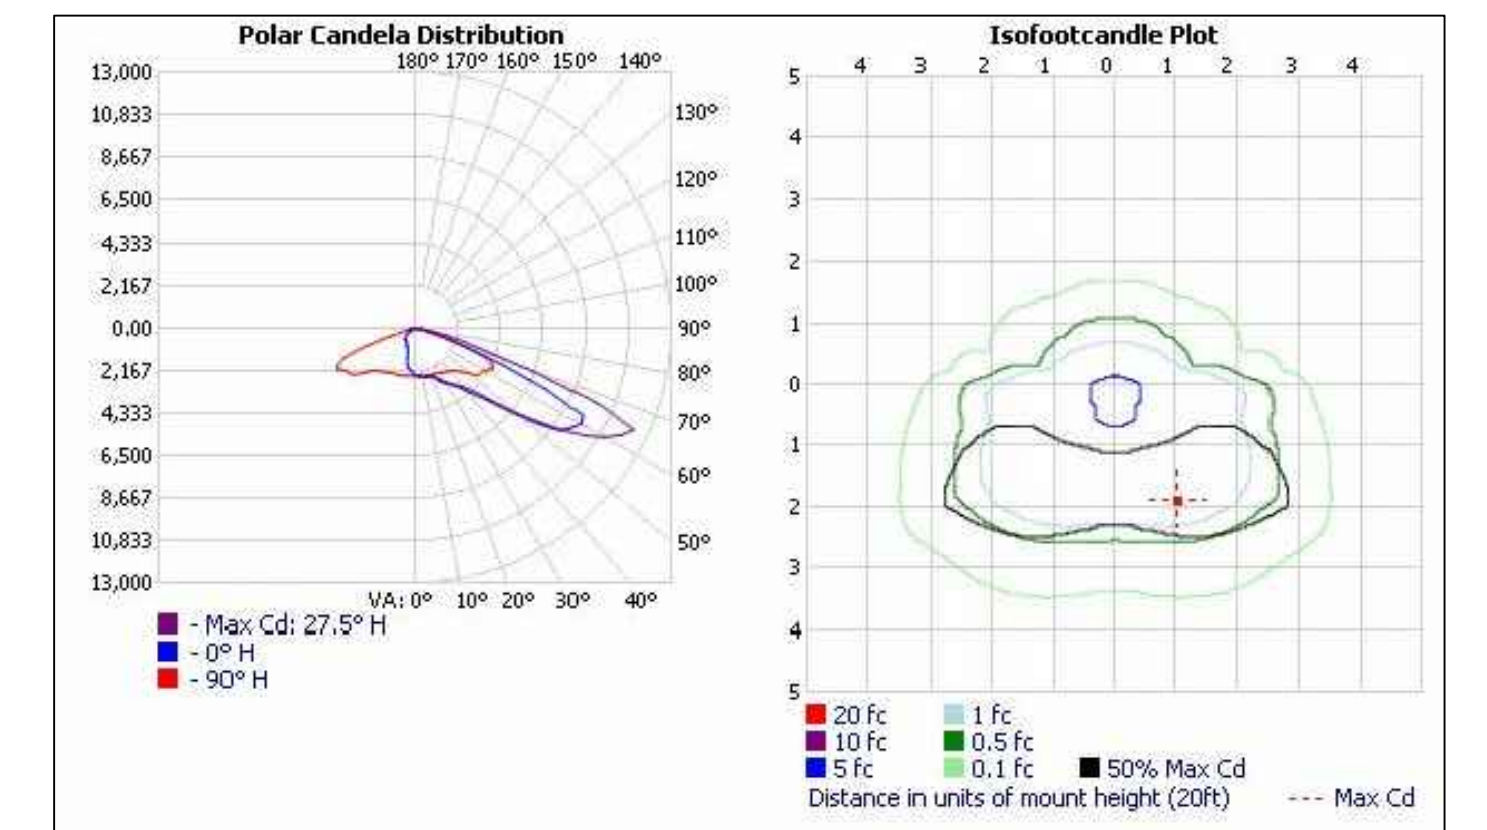 Polar Candela Distribution
180° 170° 160° 150° 140°
13,000
10,833
8,667
6,500
4,333
2,167
0.00
2,167
4,333
6,500
8,667
10,833
13,000
130°
120°
110°
100°
90°
80°
70°
60°
50°
VA: 0° 10° 20° 30° 40°
- Max Cd: 27.5° H
- 0° H
- 90° H
Isofootcandle Plot
4 3 2 1 0 1 2 3 4
5
4
3
2
1
0
1
2
3
4
5
20 fc 1 fc
10 fc 0.5 fc
5 fc 0.1 fc 50% Max Cd
Distance in units of mount height (20ft) Max Cd